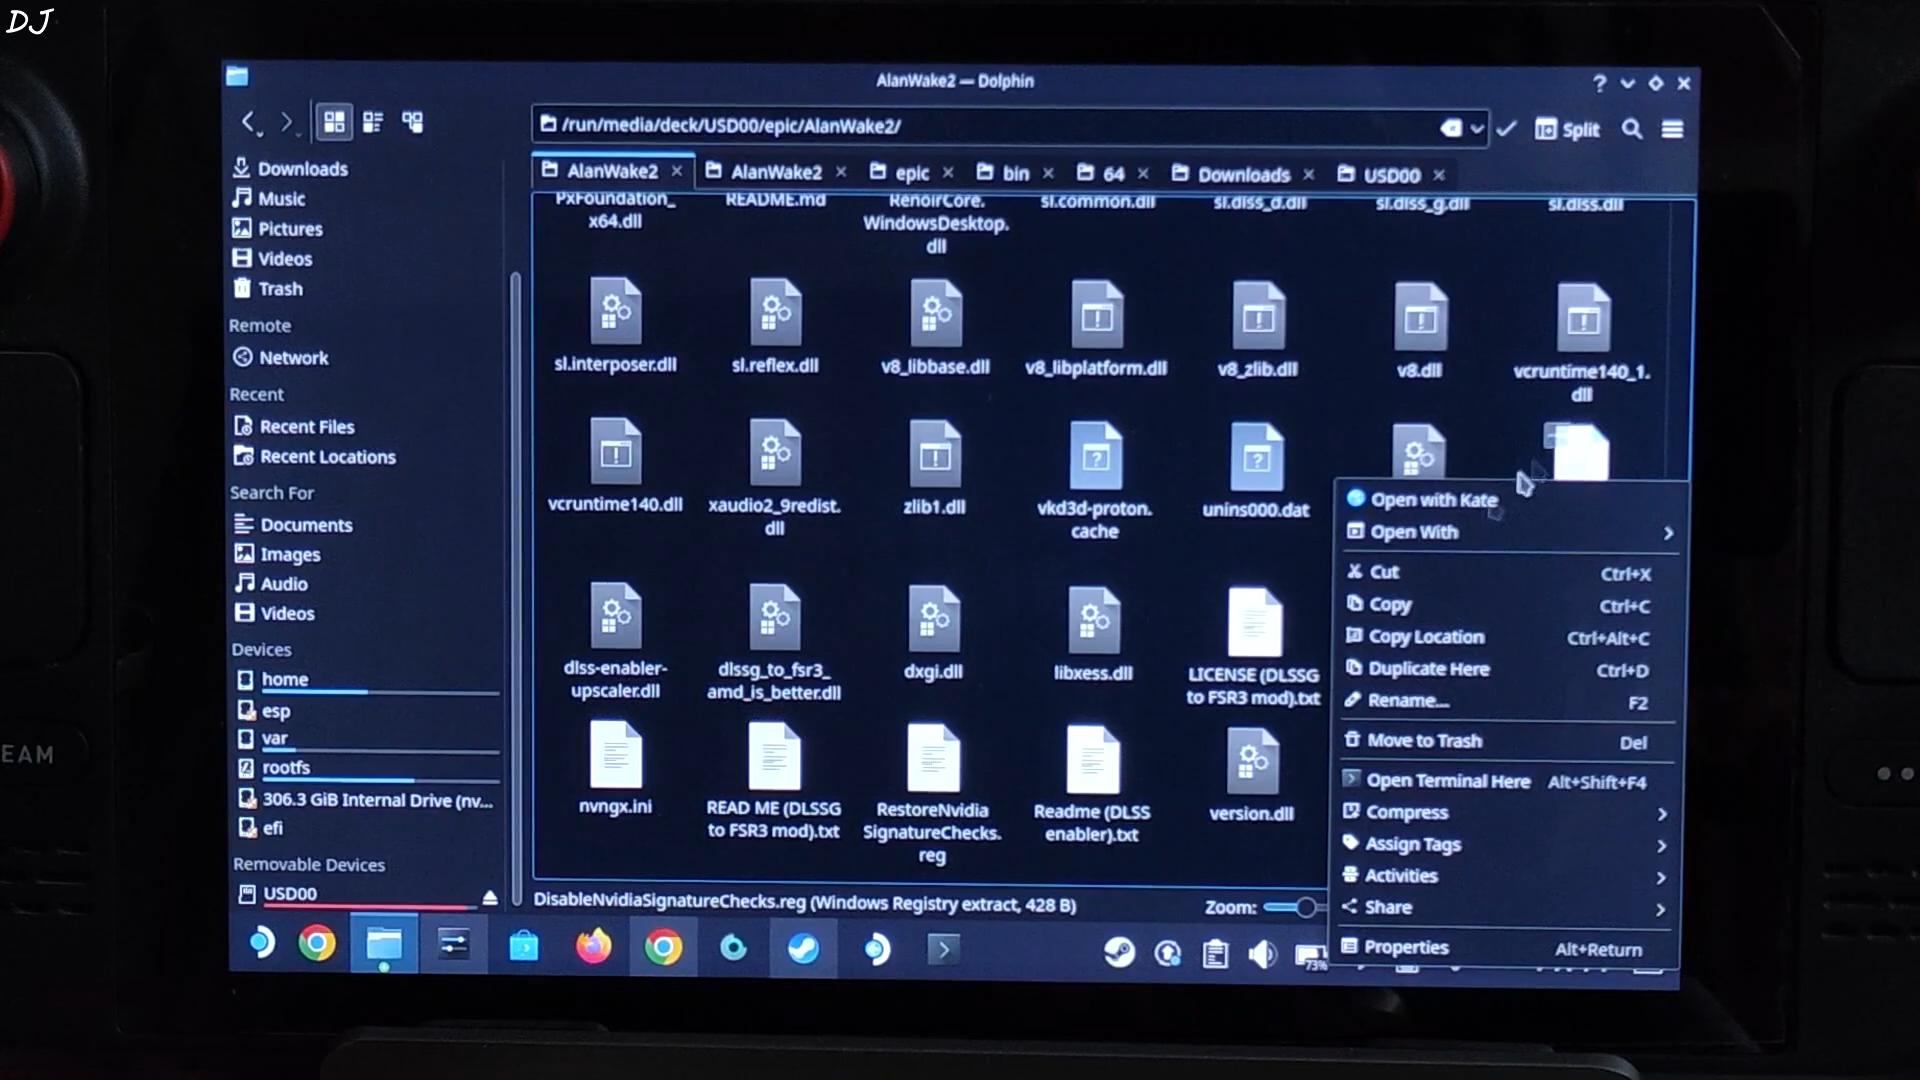 DJ
AlanWake2 — Dolphin
/run/media/deck/USD00/epic/AlanWake2/
Split
AlanWake2
AlanWake2
epic
bin
64
Downloads
USD00
Downloads
Music
Pictures
Videos
Trash
Remote
Network
Recent
Recent Files
Recent Locations
Search For
Documents
Images
Audio
Videos
Devices
home
esp
var
rootfs
306.3 GiB Internal Drive (nv...
efi
Removable Devices
USD00
PxFoundation_
x64.dll
README.md
RenoirCore.
WindowsDesktop.
dll
sl.common.dll
sl.dlss_d.dll
sl.dlss_g.dll
sl.dlss.dll
sl.interposer.dll
sl.reflex.dll
v8_libbase.dll
v8_libplatform.dll
v8_zlib.dll
v8.dll
vcruntime140_1.
dll
vcruntime140.dll
xaudio2_9redist.
dll
zlib1.dll
vkd3d-proton.
cache
unins000.dat
dlss-enabler-
upscaler.dll
dlssg_to_fsr3_
amd_is_better.dll
dxgi.dll
libxess.dll
LICENSE (DLSSG
to FSR3 mod).txt
nvngx.ini
READ ME (DLSSG
to FSR3 mod).txt
RestoreNvidia
SignatureChecks.
reg
Readme (DLSS
enabler).txt
version.dll
Open with Kate
Open With
Cut Ctrl+X
Copy Ctrl+C
Copy Location Ctrl+Alt+C
Duplicate Here Ctrl+D
Rename... F2
Move to Trash Del
Open Terminal Here Alt+Shift+F4
Compress
Assign Tags
Activities
Share
Properties Alt+Return
DisableNvidiaSignatureChecks.reg (Windows Registry extract, 428 B)
Zoom:
73%
EAM